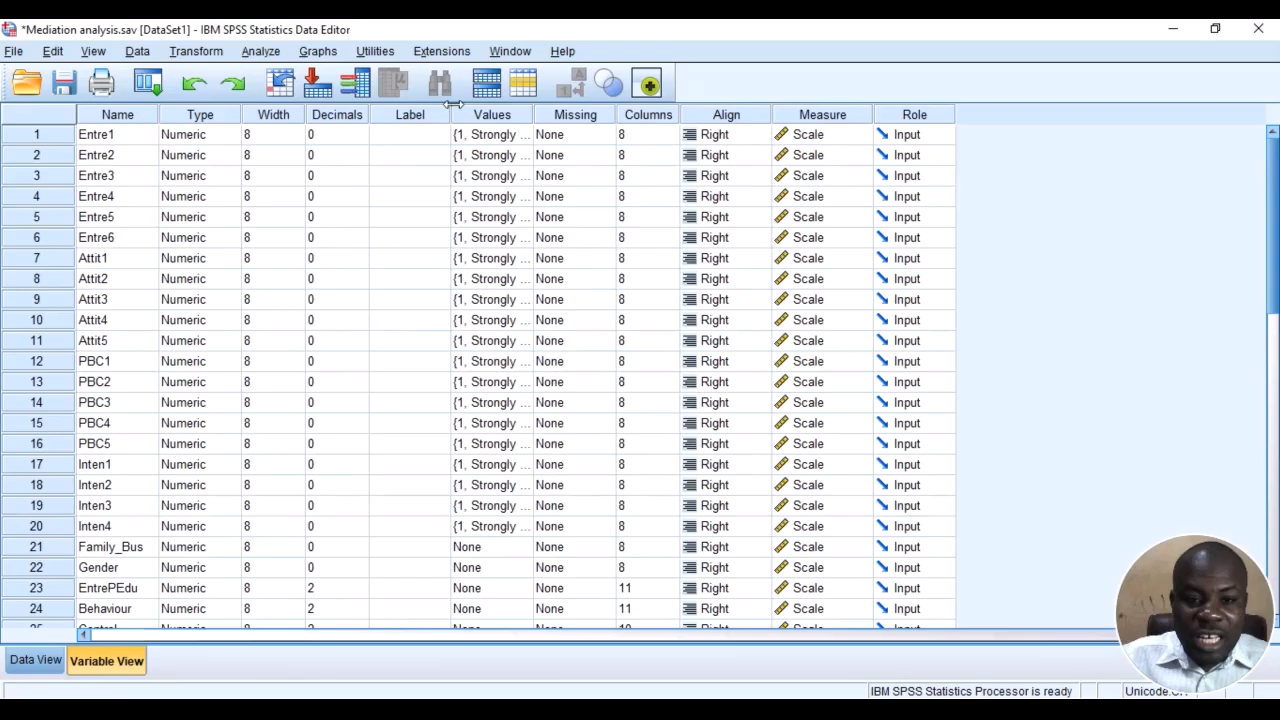 *Mediation analysis.sav [DataSet1] - IBM SPSS Statistics Data Editor
File Edit View Data Transform Analyze Graphs Utilities Extensions Window Help
Name Type Width Decimals Label Values Missing Columns Align Measure Role
1 Entre1 Numeric 8 0 {1, Strongly ... None 8 Right Scale Input
2 Entre2 Numeric 8 0 {1, Strongly ... None 8 Right Scale Input
3 Entre3 Numeric 8 0 {1, Strongly ... None 8 Right Scale Input
4 Entre4 Numeric 8 0 {1, Strongly ... None 8 Right Scale Input
5 Entre5 Numeric 8 0 {1, Strongly ... None 8 Right Scale Input
6 Entre6 Numeric 8 0 {1, Strongly ... None 8 Right Scale Input
7 Attit1 Numeric 8 0 {1, Strongly ... None 8 Right Scale Input
8 Attit2 Numeric 8 0 {1, Strongly ... None 8 Right Scale Input
9 Attit3 Numeric 8 0 {1, Strongly ... None 8 Right Scale Input
10 Attit4 Numeric 8 0 {1, Strongly ... None 8 Right Scale Input
11 Attit5 Numeric 8 0 {1, Strongly ... None 8 Right Scale Input
12 PBC1 Numeric 8 0 {1, Strongly ... None 8 Right Scale Input
13 PBC2 Numeric 8 0 {1, Strongly ... None 8 Right Scale Input
14 PBC3 Numeric 8 0 {1, Strongly ... None 8 Right Scale Input
15 PBC4 Numeric 8 0 {1, Strongly ... None 8 Right Scale Input
16 PBC5 Numeric 8 0 {1, Strongly ... None 8 Right Scale Input
17 Inten1 Numeric 8 0 {1, Strongly ... None 8 Right Scale Input
18 Inten2 Numeric 8 0 {1, Strongly ... None 8 Right Scale Input
19 Inten3 Numeric 8 0 {1, Strongly ... None 8 Right Scale Input
20 Inten4 Numeric 8 0 {1, Strongly ... None 8 Right Scale Input
21 Family_Bus Numeric 8 0 None None 8 Right Scale Input
22 Gender Numeric 8 0 None None 8 Right Scale Input
23 EntrePEdu Numeric 8 2 None None 11 Right Scale Input
24 Behaviour Numeric 8 2 None None 11 Right Scale Input
Data View Variable View
IBM SPSS Statistics Processor is ready Unicode: